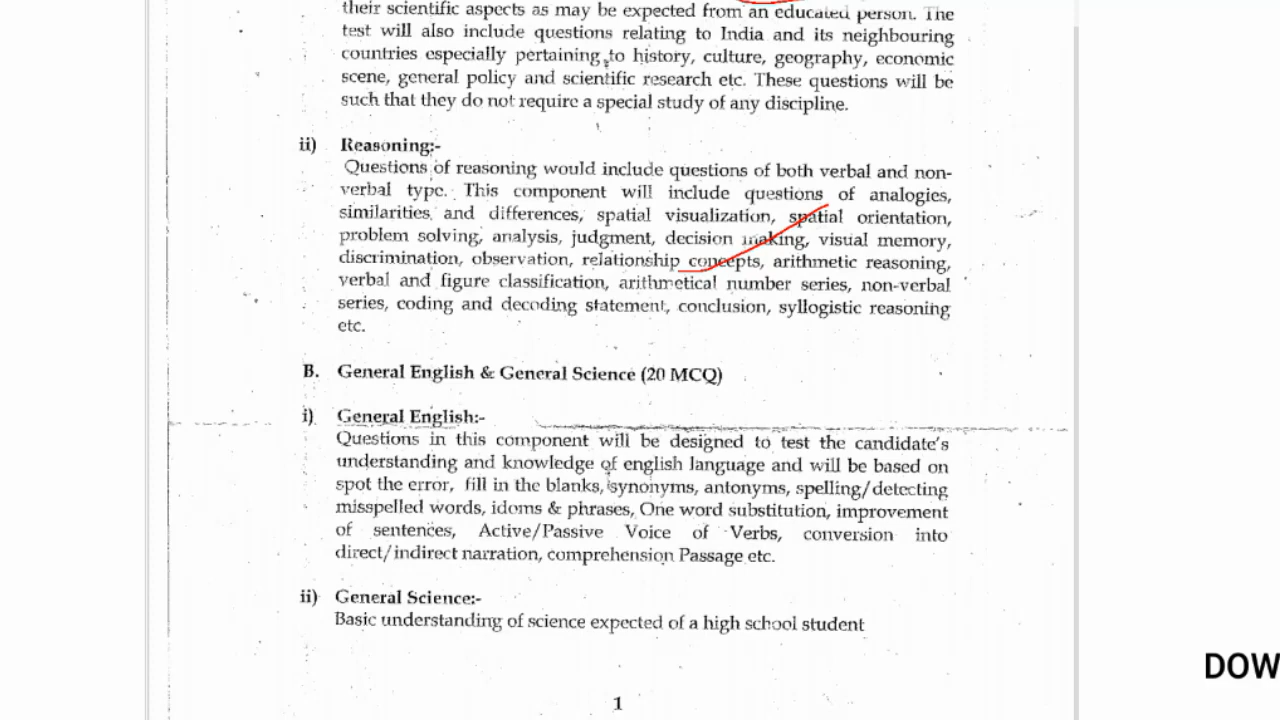 their scientific aspects as may be expected from an educated person. The
test will also include questions relating to India and its neighbouring
countries especially pertaining to history, culture, geography, economic
scene, general policy and scientific research etc. These questions will be
such that they do not require a special study of any discipline.
ii) Reasoning:-
Questions of reasoning would include questions of both verbal and non-
verbal type. This component will include questions of analogies,
similarities, and differences, spatial visualization, spatial orientation,
problem solving, analysis, judgment, decision making, visual memory,
discrimination, observation, relationship concepts, arithmetic reasoning,
verbal and figure classification, arithmetical number series, non-verbal
series, coding and decoding statement, conclusion, syllogistic reasoning
etc.
B. General English & General Science (20 MCQ)
i) General English:-
Questions in this component will be designed to test the candidate's
understanding and knowledge of english language and will be based on
spot the error, fill in the blanks, synonyms, antonyms, spelling/detecting
misspelled words, idoms & phrases, One word substitution, improvement
of sentences, Active/Passive Voice of Verbs, conversion into
direct/indirect narration, comprehension Passage etc.
ii) General Science:-
Basic understanding of science expected of a high school student
1
DOW